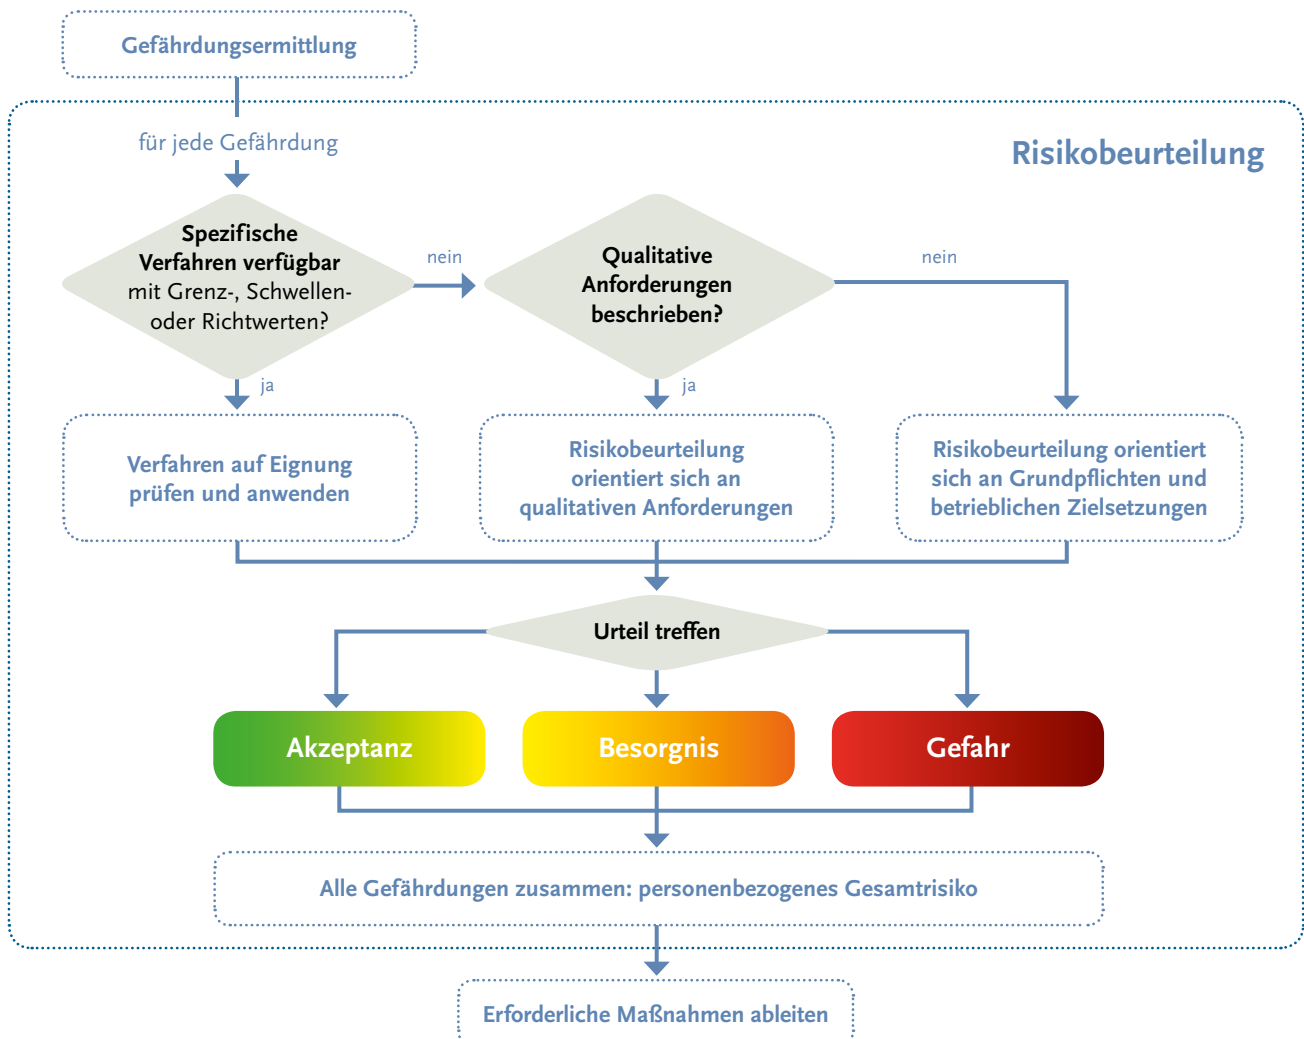 Gefährdungsermittlung
für jede Gefährdung
Risikobeurteilung
Spezifische
Verfahren verfügbar
mit Grenz-, Schwellen-
oder Richtwerten?
nein
Qualitative
Anforderungen
beschrieben?
nein
ja
ja
Verfahren auf Eignung
prüfen und anwenden
Risikobeurteilung
orientiert sich an
qualitativen Anforderungen
Risikobeurteilung orientiert
sich an Grundpflichten und
betrieblichen Zielsetzungen
Urteil treffen
Akzeptanz
Besorgnis
Gefahr
Alle Gefährdungen zusammen: personenbezogenes Gesamtrisiko
Erforderliche Maßnahmen ableiten